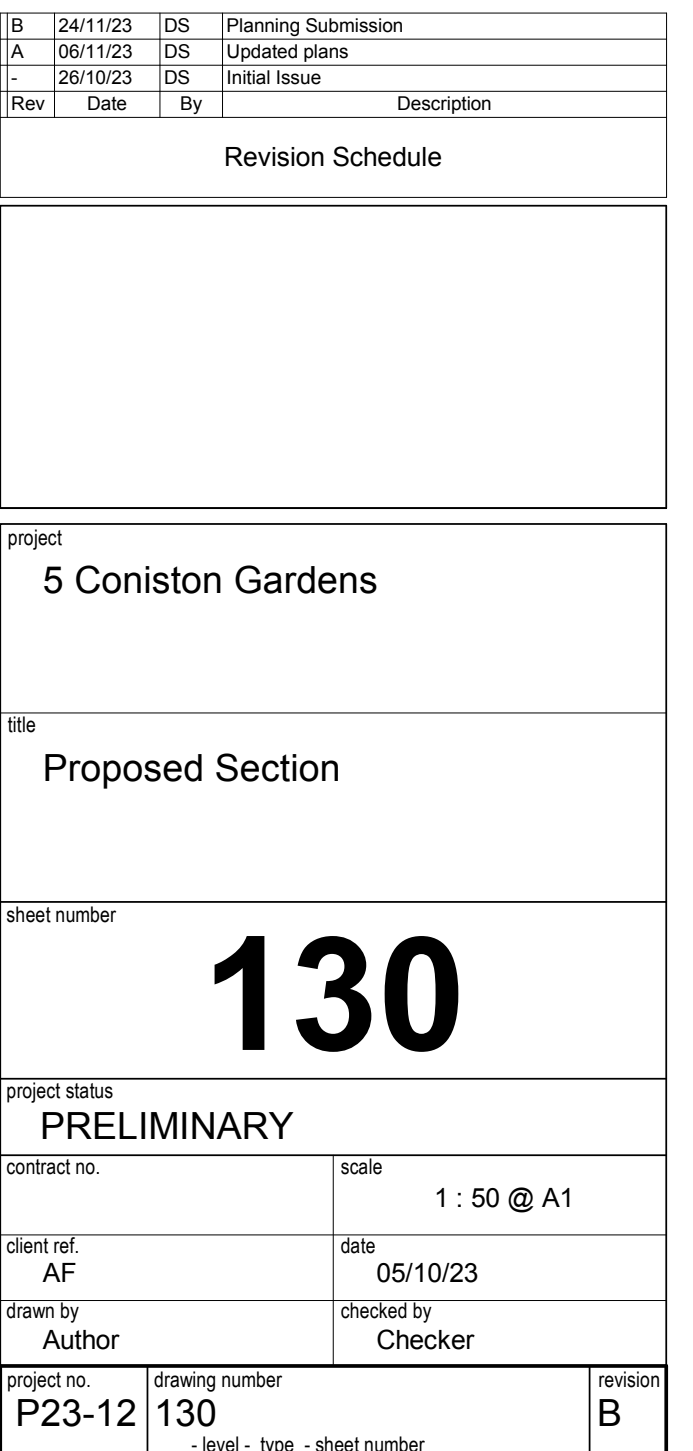 B 24/11/23 DS Planning Submission
A 06/11/23 DS Updated plans
- 26/10/23 DS Initial Issue
Rev Date By Description
Revision Schedule
project
5 Coniston Gardens
title
Proposed Section
sheet number
130
project status
PRELIMINARY
contract no. scale
1 : 50 @ A1
client ref. date
AF 05/10/23
drawn by checked by
Author Checker
project no. drawing number revision
P23-12 130 B
- level - type - sheet number